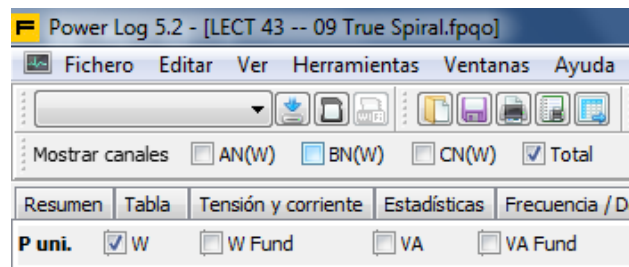 Power Log 5.2 - [LECT 43 -- 09 True Spiral.fpqo]
Fichero Editar Ver Herramientas Ventanas Ayuda
Mostrar canales AN(W) BN(W) CN(W) Total
Resumen Tabla Tensión y corriente Estadísticas Frecuencia / D
P uni. W W Fund VA VA Fund